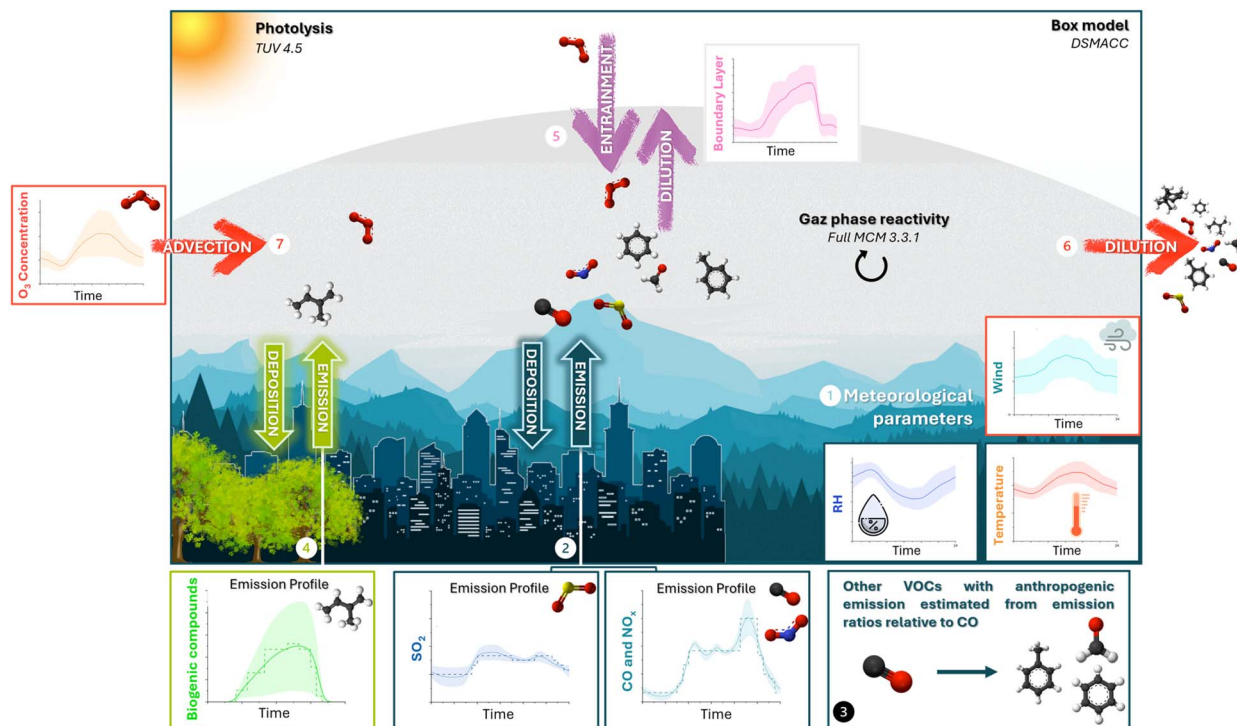 Photolysis
TUV 4.5
Box model
DSMACC
ENTRAINMENT
5
DILUTION
Boundary Layer
Time
O₃ Concentration
Time
ADVECTION
7
Gaz phase reactivity
Full MCM 3.3.1
6
DILUTION
DEPOSITION
EMISSION
DEPOSITION
EMISSION
1 Meteorological
parameters
Wind
24
RH
%
Time
24
Temperature
Time
24
4
2
Emission Profile
Biogenic compounds
Time
Emission Profile
SO₂
Time
Emission Profile
CO and NOₓ
Time
Other VOCs with anthropogenic
emission estimated from emission
ratios relative to CO
3